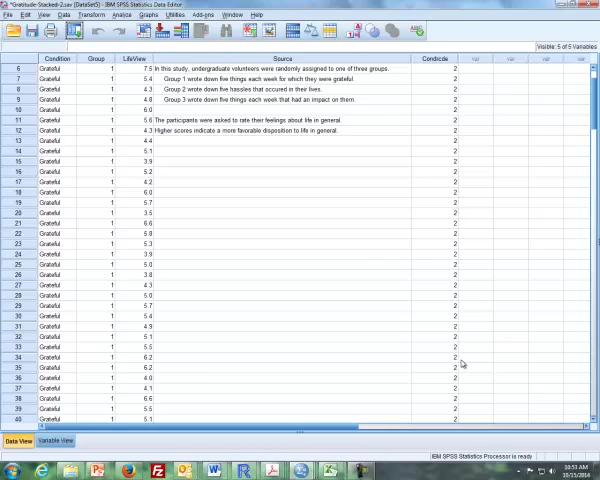 *Gratitude-Stacked-2.sav [DataSet5] - IBM SPSS Statistics Data Editor
File Edit View Data Transform Analyze Graphs Utilities Add-ons Window Help
Visible: 5 of 5 Variables
Condition Group LifeView Source Condicde var var var var
6 Grateful 1 7.5 In this study, undergraduate volunteers were randomly assigned to one of three groups. 2
7 Grateful 1 5.4 Group 1 wrote down five things each week for which they were grateful. 2
8 Grateful 1 4.3 Group 2 wrote down five hassles that occured in their lives. 2
9 Grateful 1 4.8 Group 3 wrote down five things each week that had an impact on them. 2
10 Grateful 1 6.0 2
11 Grateful 1 5.6 The participants were asked to rate their feelings about life in general. 2
12 Grateful 1 4.3 Higher scores indicate a more favorable disposition to life in general. 2
13 Grateful 1 4.4 2
14 Grateful 1 5.1 2
15 Grateful 1 3.9 2
16 Grateful 1 5.2 2
17 Grateful 1 4.2 2
18 Grateful 1 6.0 2
19 Grateful 1 5.7 2
20 Grateful 1 3.5 2
21 Grateful 1 6.6 2
22 Grateful 1 5.8 2
23 Grateful 1 5.3 2
24 Grateful 1 3.9 2
25 Grateful 1 5.0 2
26 Grateful 1 3.8 2
27 Grateful 1 4.3 2
28 Grateful 1 5.0 2
29 Grateful 1 5.7 2
30 Grateful 1 5.4 2
31 Grateful 1 4.9 2
32 Grateful 1 5.1 2
33 Grateful 1 5.5 2
34 Grateful 1 6.2 2
35 Grateful 1 6.2 2
36 Grateful 1 4.0 2
37 Grateful 1 4.1 2
38 Grateful 1 6.6 2
39 Grateful 1 5.5 2
40 Grateful 1 5.1 2
Data View Variable View
IBM SPSS Statistics Processor is ready
10:53 AM
10/15/2014